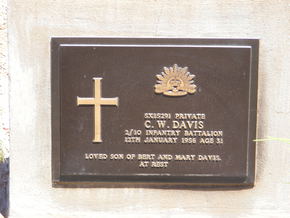 SX15291 PRIVATE
C. W. DAVIS
2/10 INFANTRY BATTALION
12TH JANUARY 1956 AGE 31
LOVED SON OF BERT AND MARY DAVIS.
AT REST